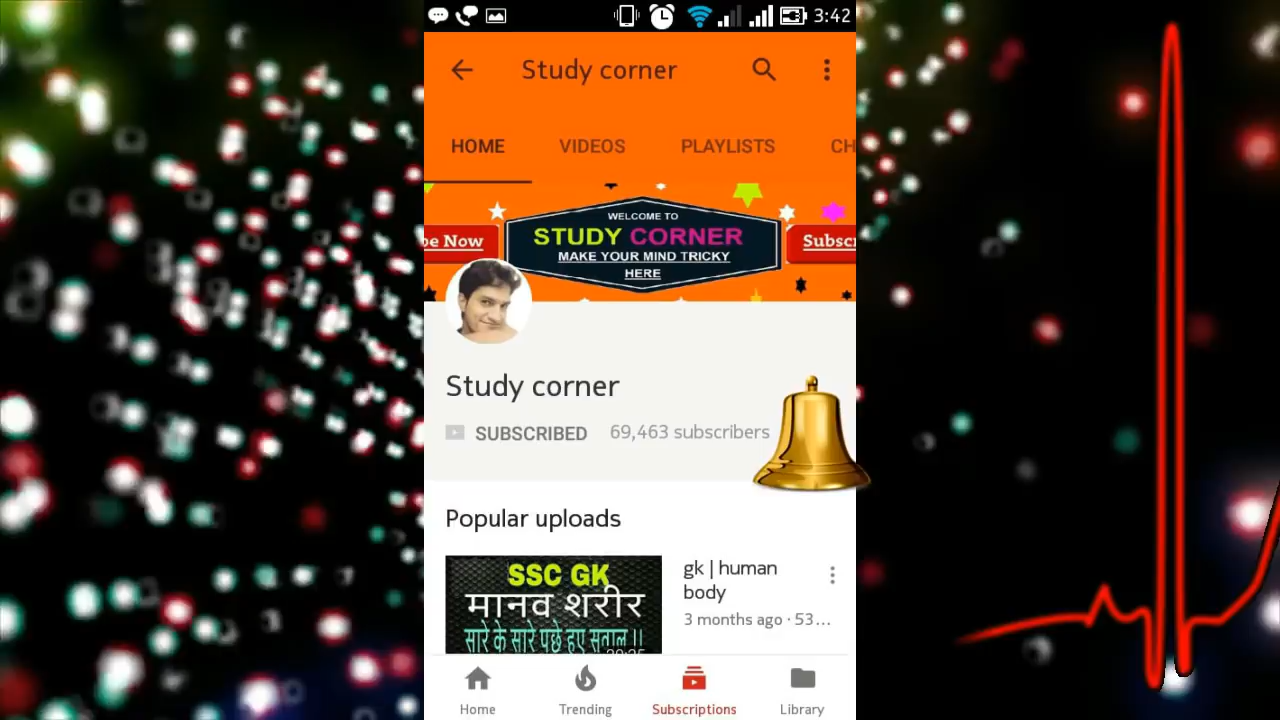 3:42
Study corner
HOME VIDEOS PLAYLISTS CH
WELCOME TO
STUDY CORNER
MAKE YOUR MIND TRICKY
HERE
be Now
Subscr
Study corner
SUBSCRIBED 69,463 subscribers
Popular uploads
SSC GK
मानव शरीर
सारे के सारे पूछे हुए सवाल !!
gk | human
body
3 months ago · 53...
Home Trending Subscriptions Library